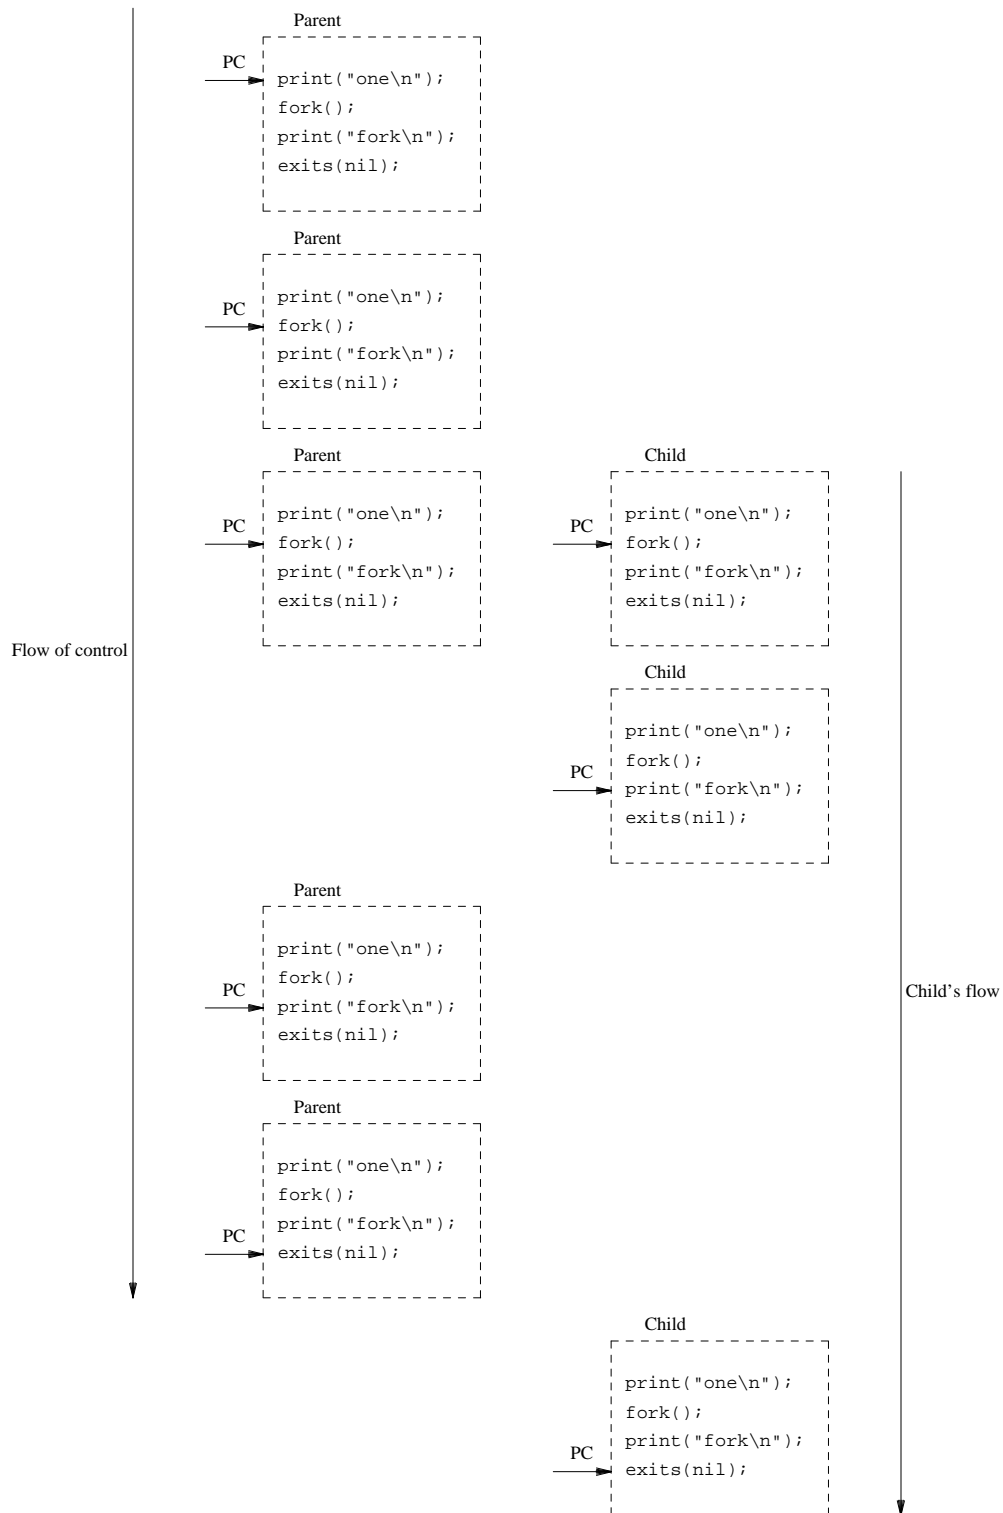 Parent
PC
print("one\n");
fork();
print("fork\n");
exits(nil);
Parent
print("one\n");
PC
fork();
print("fork\n");
exits(nil);
Parent
print("one\n");
PC
fork();
print("fork\n");
exits(nil);
Child
print("one\n");
PC
fork();
print("fork\n");
exits(nil);
Flow of control
Child
print("one\n");
fork();
PC
print("fork\n");
exits(nil);
Parent
print("one\n");
fork();
PC
print("fork\n");
exits(nil);
Child's flow
Parent
print("one\n");
fork();
print("fork\n");
PC
exits(nil);
Child
print("one\n");
fork();
print("fork\n");
PC
exits(nil);